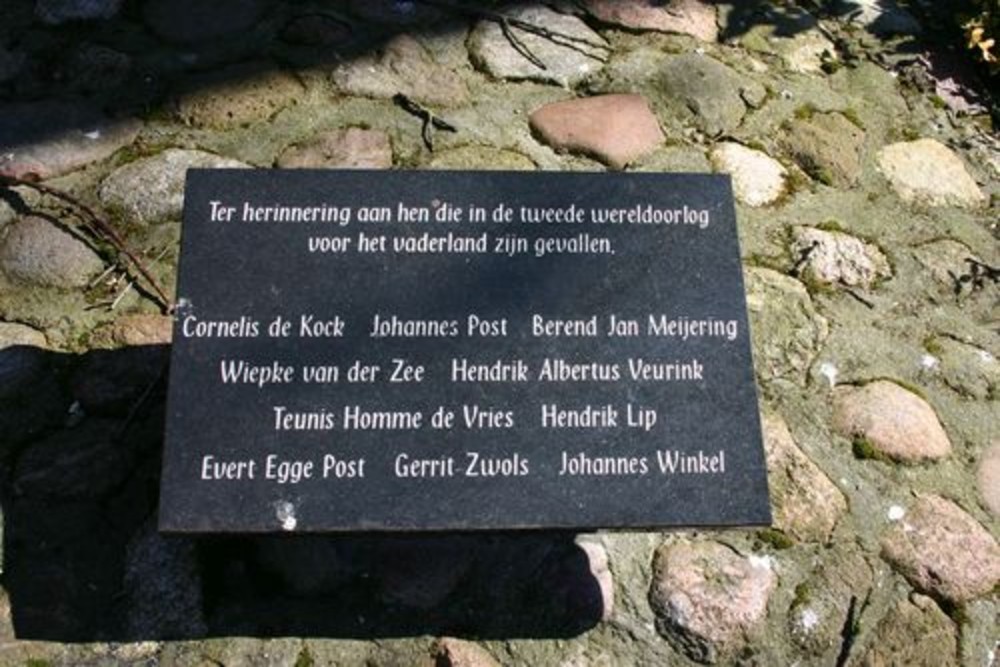 Ter herinnering aan hen die in de tweede wereldoorlog
voor het vaderland zijn gevallen.
Cornelis de Kock Johannes Post Berend Jan Meijering
Wiepke van der Zee Hendrik Albertus Veurink
Teunis Homme de Vries Hendrik Lip
Evert Egge Post Gerrit Zwols Johannes Winkel